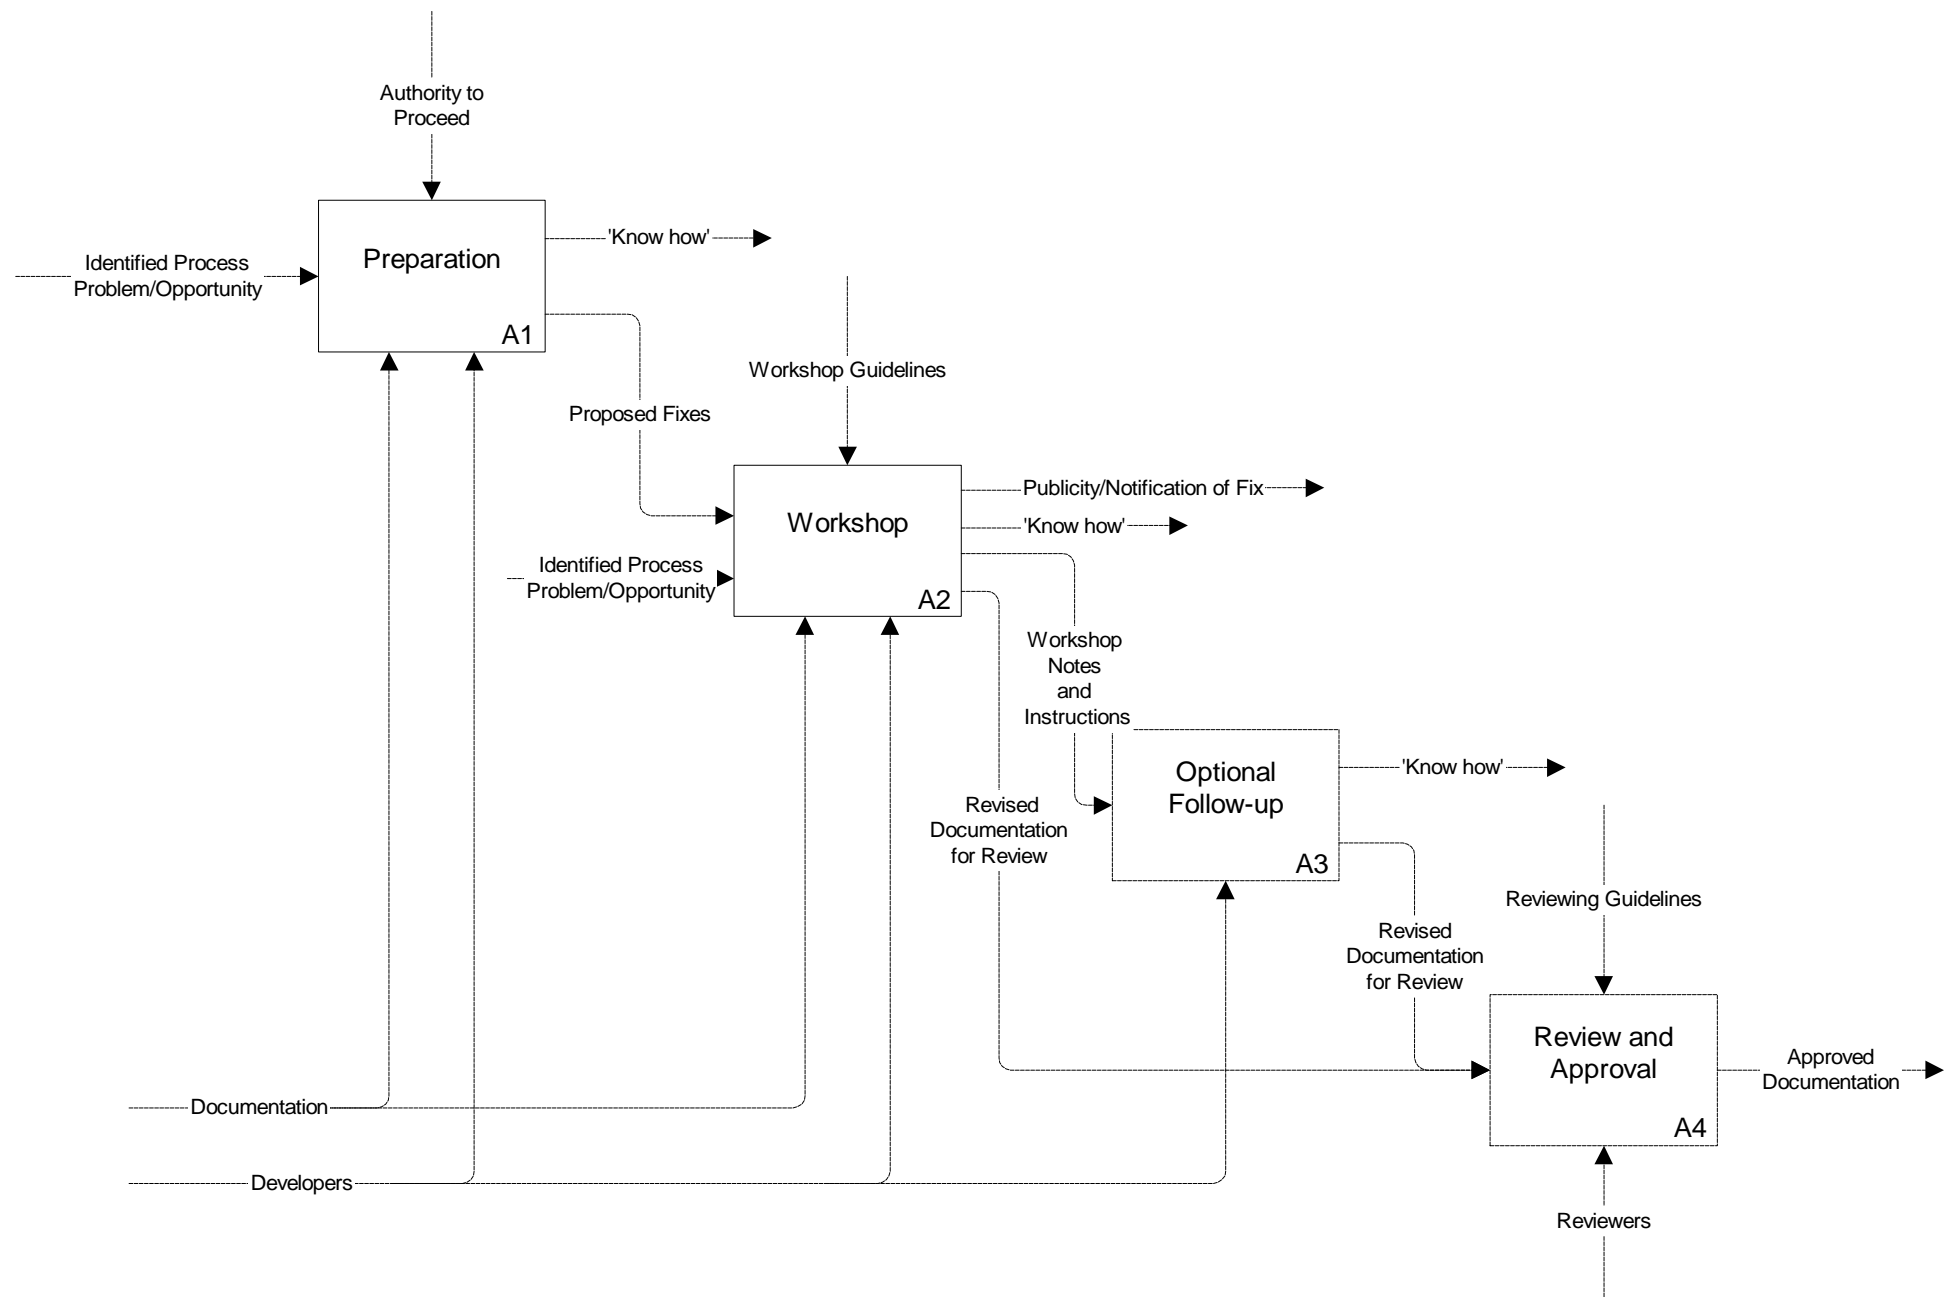 Authority to
Proceed
'Know how'
Preparation
Identified Process
Problem/Opportunity
A1
Workshop Guidelines
Proposed Fixes
Publicity/Notification of Fix
Workshop
'Know how'
Identified Process
Problem/Opportunity
A2
Workshop
Notes
and
Instructions
'Know how'
Optional
Follow-up
Revised
Documentation
for Review
A3
Reviewing Guidelines
Revised
Documentation
for Review
Review and
Approval
Approved
Documentation
Documentation
A4
Developers
Reviewers